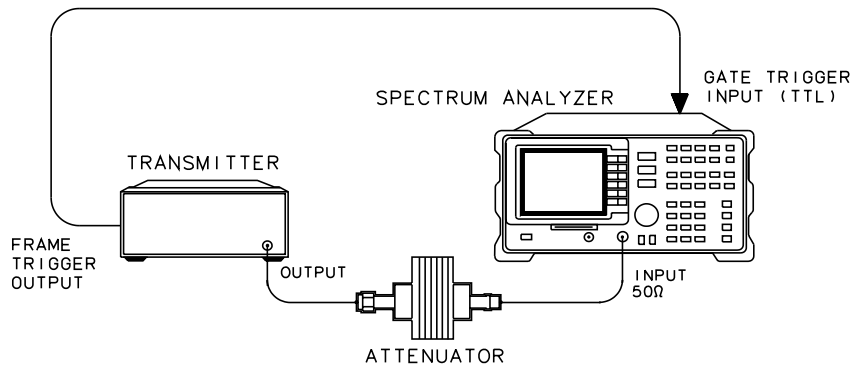 GATE TRIGGER
INPUT (TTL)
SPECTRUM ANALYZER
TRANSMITTER
FRAME
TRIGGER
OUTPUT
OUTPUT
INPUT
50Ω
ATTENUATOR